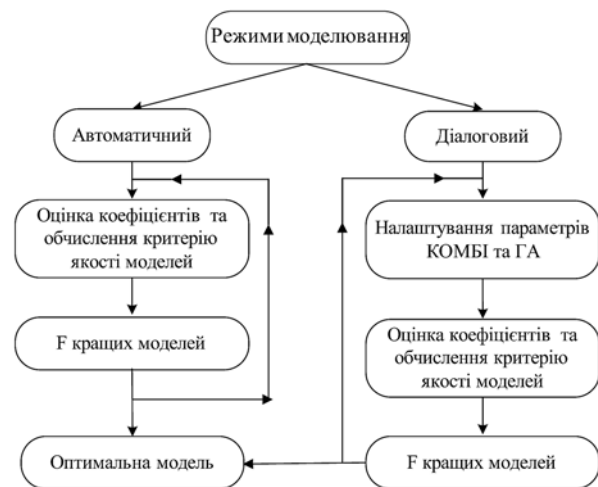 Режими моделювання
Автоматичний
Діалоговий
Оцінка коефіцієнтів та
обчислення критерію
якості моделей
Налаштування параметрів
КОМБІ та ГА
F кращих моделей
Оцінка коефіцієнтів та
обчислення критерію
якості моделей
Оптимальна модель
F кращих моделей